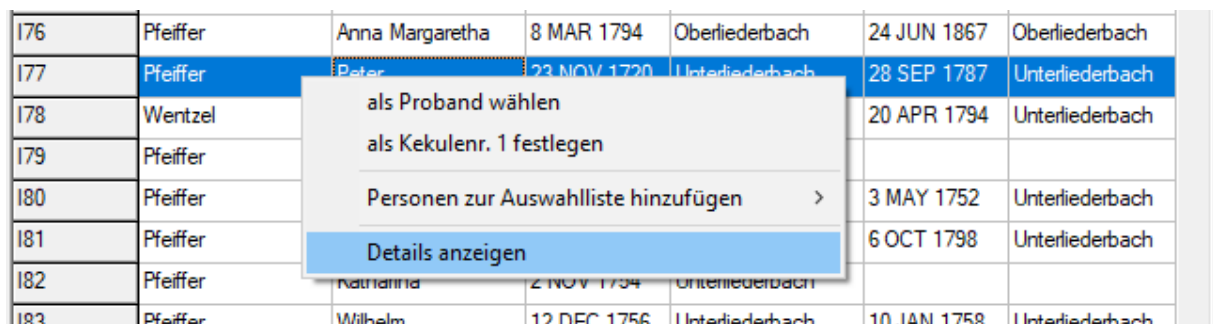 I76 Pfeiffer Anna Margaretha 8 MAR 1794 Oberliederbach 24 JUN 1867 Oberliederbach
I77 Pfeiffer Peter 23 NOV 1720 Unterliederbach 28 SEP 1787 Unterliederbach
als Proband wählen
I78 Wentzel 20 APR 1794 Unterliederbach
als Kekulenr. 1 festlegen
I79 Pfeiffer
Personen zur Auswahlliste hinzufügen >
I80 Pfeiffer 3 MAY 1752 Unterliederbach
I81 Pfeiffer 6 OCT 1798 Unterliederbach
Details anzeigen
I82 Pfeiffer Katharina 2 NOV 1754 Unterliederbach
I83 Pfeiffer Wilhelm 12 DEC 1756 Unterliederbach 10 JAN 1758 Unterliederbach